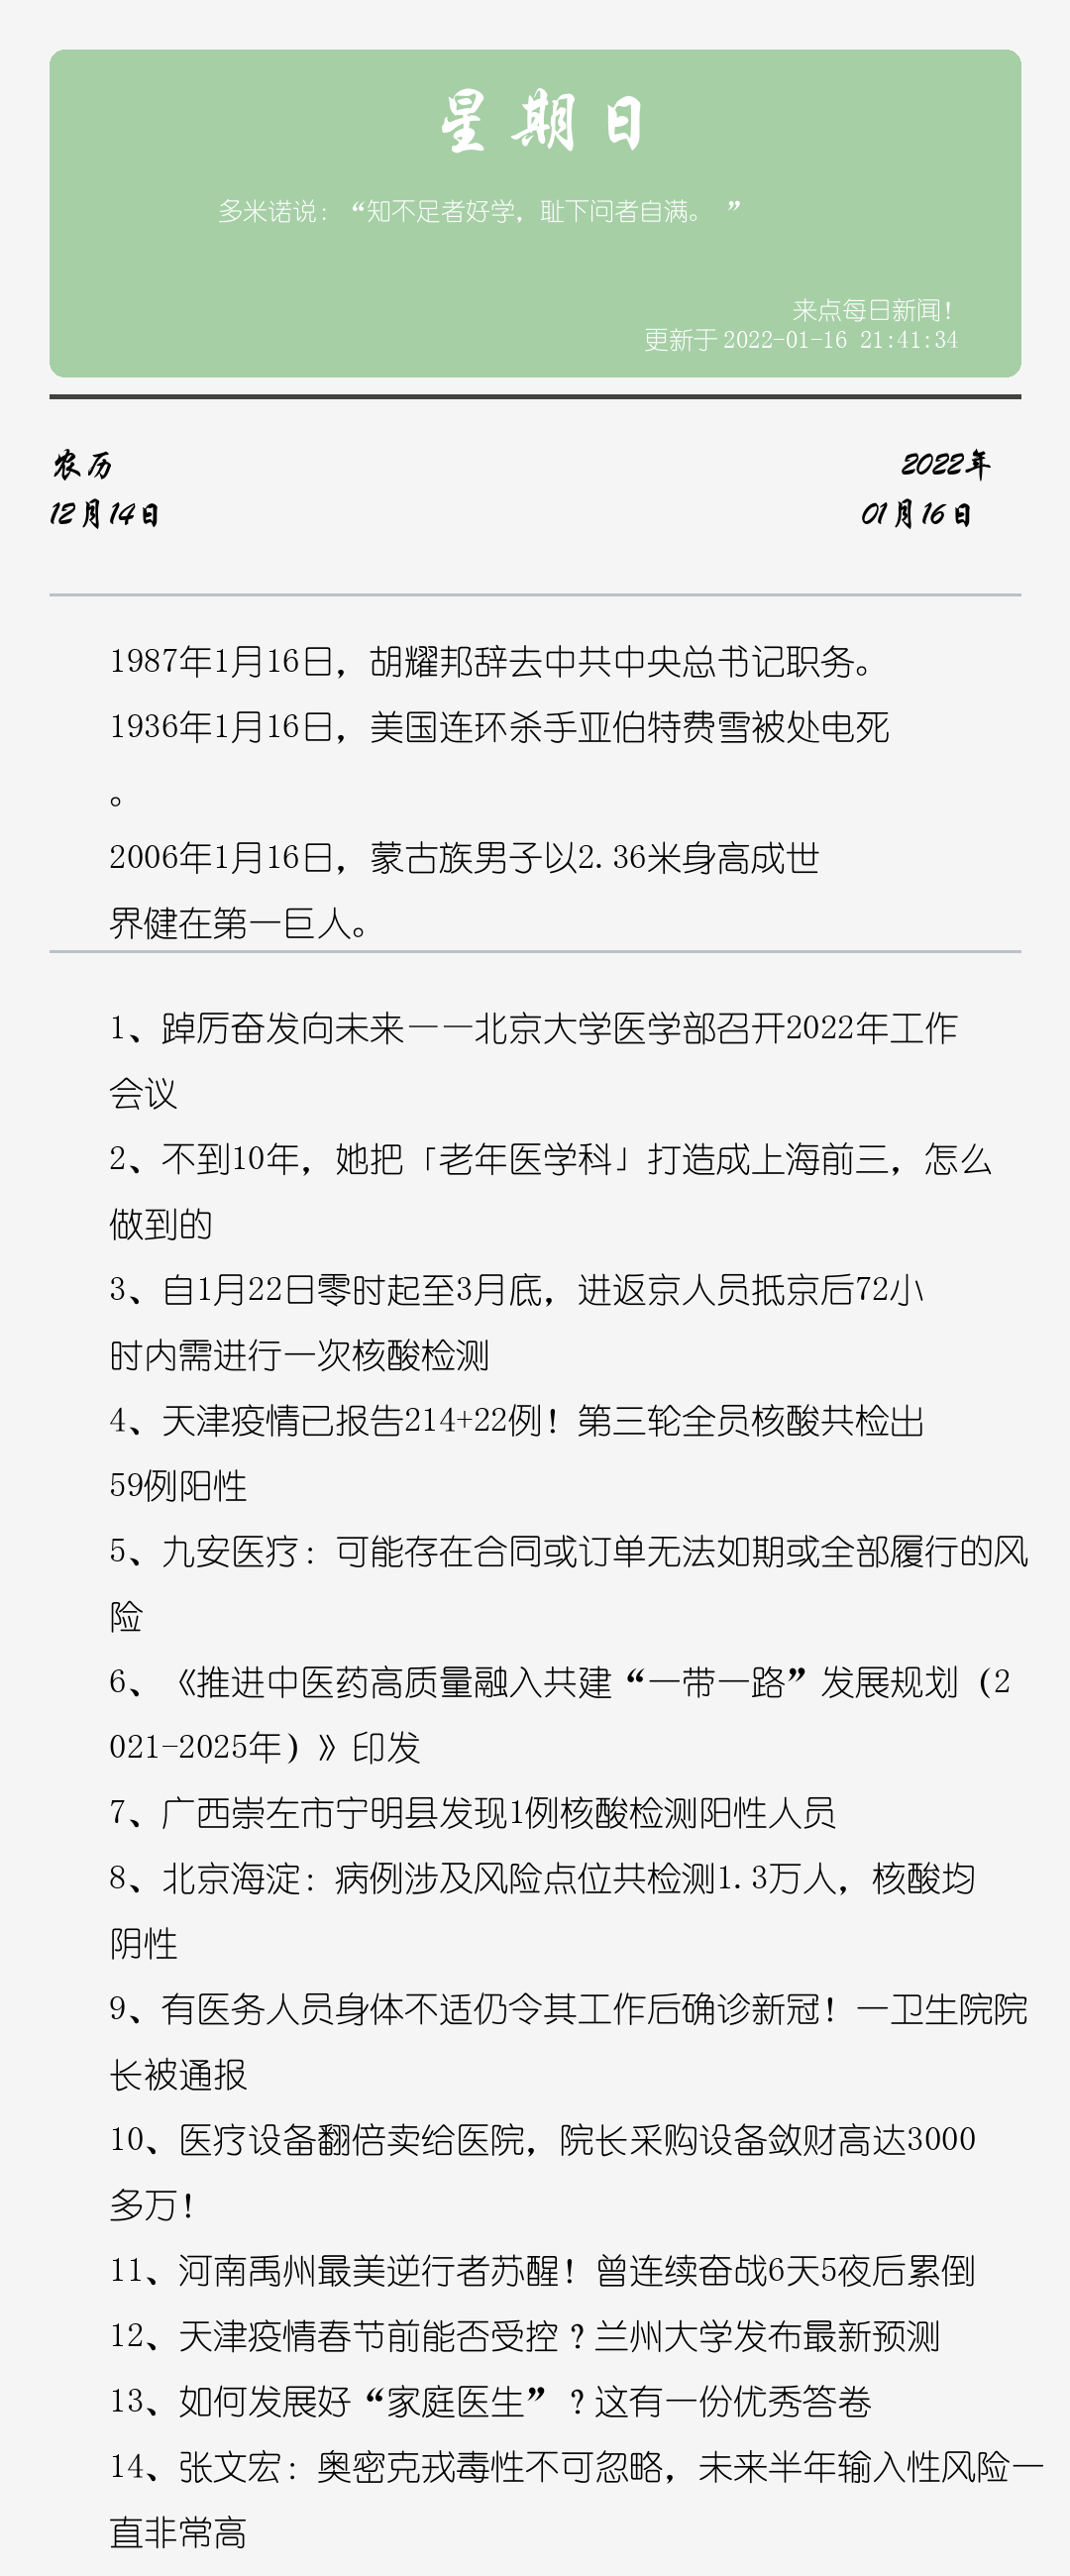 星期日
多米诺说：“知不足者好学，耻下问者自满。 ”
来点每日新闻！
更新于 2022-01-16 21:41:34
农历
2022年
12月14日
01月16日
1987年1月16日，胡耀邦辞去中共中央总书记职务。
1936年1月16日，美国连环杀手亚伯特费雪被处电死
。
2006年1月16日，蒙古族男子以2.36米身高成世
界健在第一巨人。
1、踔厉奋发向未来——北京大学医学部召开2022年工作
会议
2、不到10年，她把「老年医学科」打造成上海前三，怎么
做到的
3、自1月22日零时起至3月底，进返京人员抵京后72小
时内需进行一次核酸检测
4、天津疫情已报告214+22例！第三轮全员核酸共检出
59例阳性
5、九安医疗：可能存在合同或订单无法如期或全部履行的风
险
6、《推进中医药高质量融入共建“一带一路”发展规划（2
021-2025年）》印发
7、广西崇左市宁明县发现1例核酸检测阳性人员
8、北京海淀：病例涉及风险点位共检测1.3万人，核酸均
阴性
9、有医务人员身体不适仍令其工作后确诊新冠！一卫生院院
长被通报
10、医疗设备翻倍卖给医院，院长采购设备敛财高达3000
多万！
11、河南禹州最美逆行者苏醒！曾连续奋战6天5夜后累倒
12、天津疫情春节前能否受控？兰州大学发布最新预测
13、如何发展好“家庭医生”？这有一份优秀答卷
14、张文宏：奥密克戎毒性不可忽略，未来半年输入性风险一
直非常高